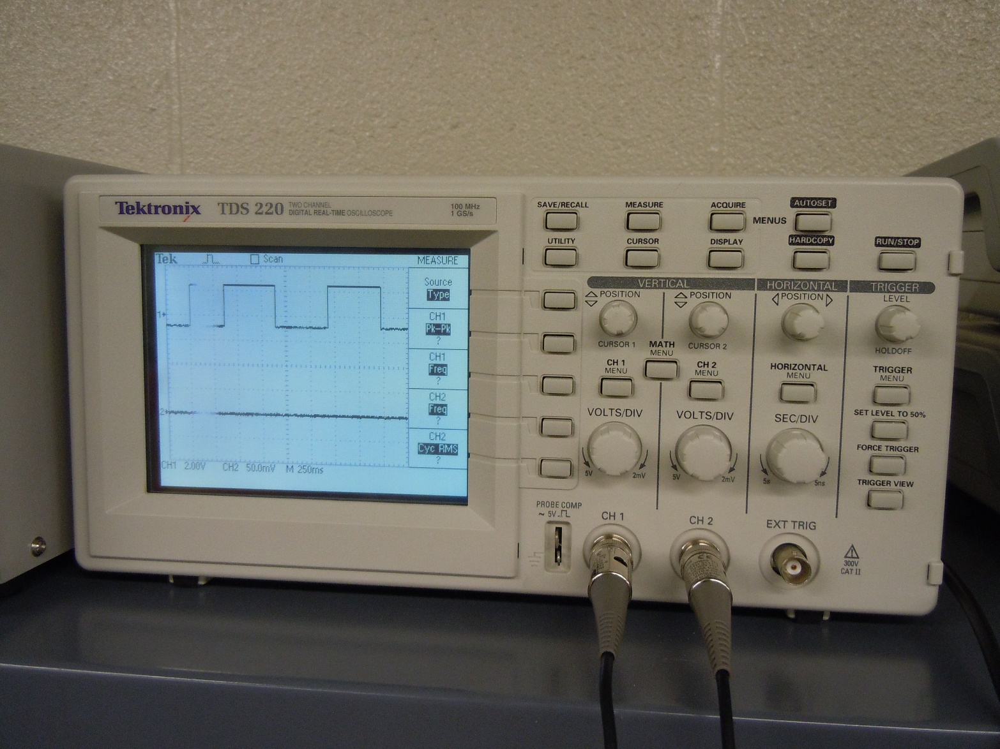 Tektronix TDS 220 TWO CHANNEL
DIGITAL REAL-TIME OSCILLOSCOPE
100 MHz
1 GS/s
Tek Scan MEASURE
Source
Type
CH1
Pk-Pk
?
CH1
Freq
?
CH2
Freq
?
CH2
Cyc RMS
?
1
2
CH1 2.00V CH2 50.0mV M 250ms
SAVE/RECALL MEASURE ACQUIRE MENUS AUTOSET
UTILITY CURSOR DISPLAY HARDCOPY RUN/STOP
VERTICAL HORIZONTAL TRIGGER
POSITION POSITION POSITION LEVEL
CURSOR 1 CURSOR 2 HOLDOFF
MATH
MENU
CH 1
MENU
CH 2
MENU
HORIZONTAL
MENU
TRIGGER
MENU
SET LEVEL TO 50%
VOLTS/DIV VOLTS/DIV SEC/DIV
FORCE TRIGGER
5V 2mV 5V 2mV 5s 5ns
TRIGGER VIEW
PROBE COMP
~ 5V
CH 1 CH 2 EXT TRIG
300V
CAT II